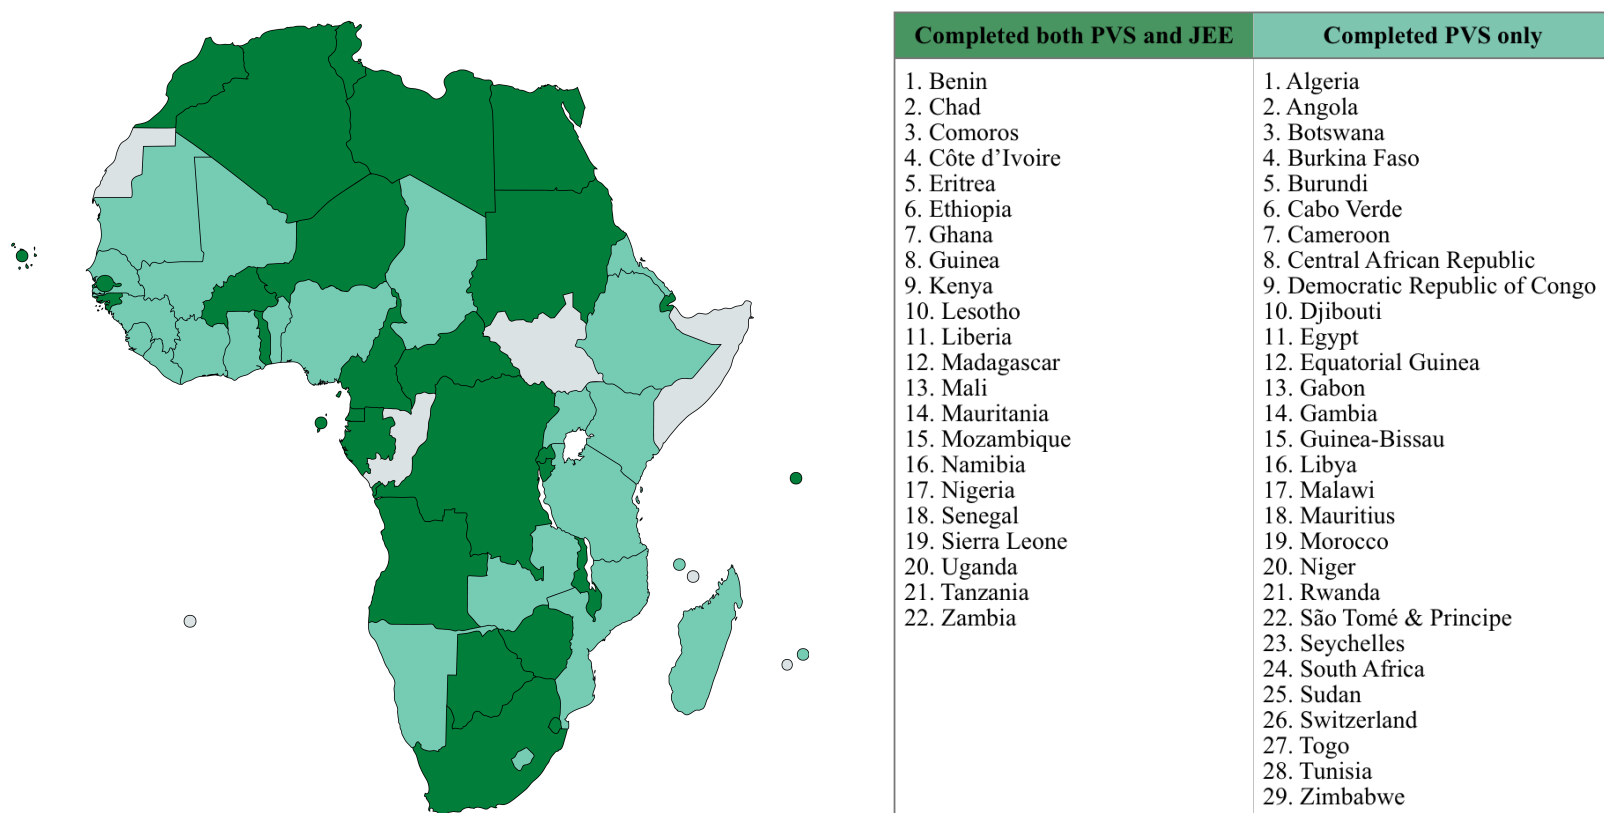 Completed both PVS and JEE
Completed PVS only
1. Benin
2. Chad
3. Comoros
4. Côte d’Ivoire
5. Eritrea
6. Ethiopia
7. Ghana
8. Guinea
9. Kenya
10. Lesotho
11. Liberia
12. Madagascar
13. Mali
14. Mauritania
15. Mozambique
16. Namibia
17. Nigeria
18. Senegal
19. Sierra Leone
20. Uganda
21. Tanzania
22. Zambia
1. Algeria
2. Angola
3. Botswana
4. Burkina Faso
5. Burundi
6. Cabo Verde
7. Cameroon
8. Central African Republic
9. Democratic Republic of Congo
10. Djibouti
11. Egypt
12. Equatorial Guinea
13. Gabon
14. Gambia
15. Guinea-Bissau
16. Libya
17. Malawi
18. Mauritius
19. Morocco
20. Niger
21. Rwanda
22. São Tomé & Principe
23. Seychelles
24. South Africa
25. Sudan
26. Switzerland
27. Togo
28. Tunisia
29. Zimbabwe